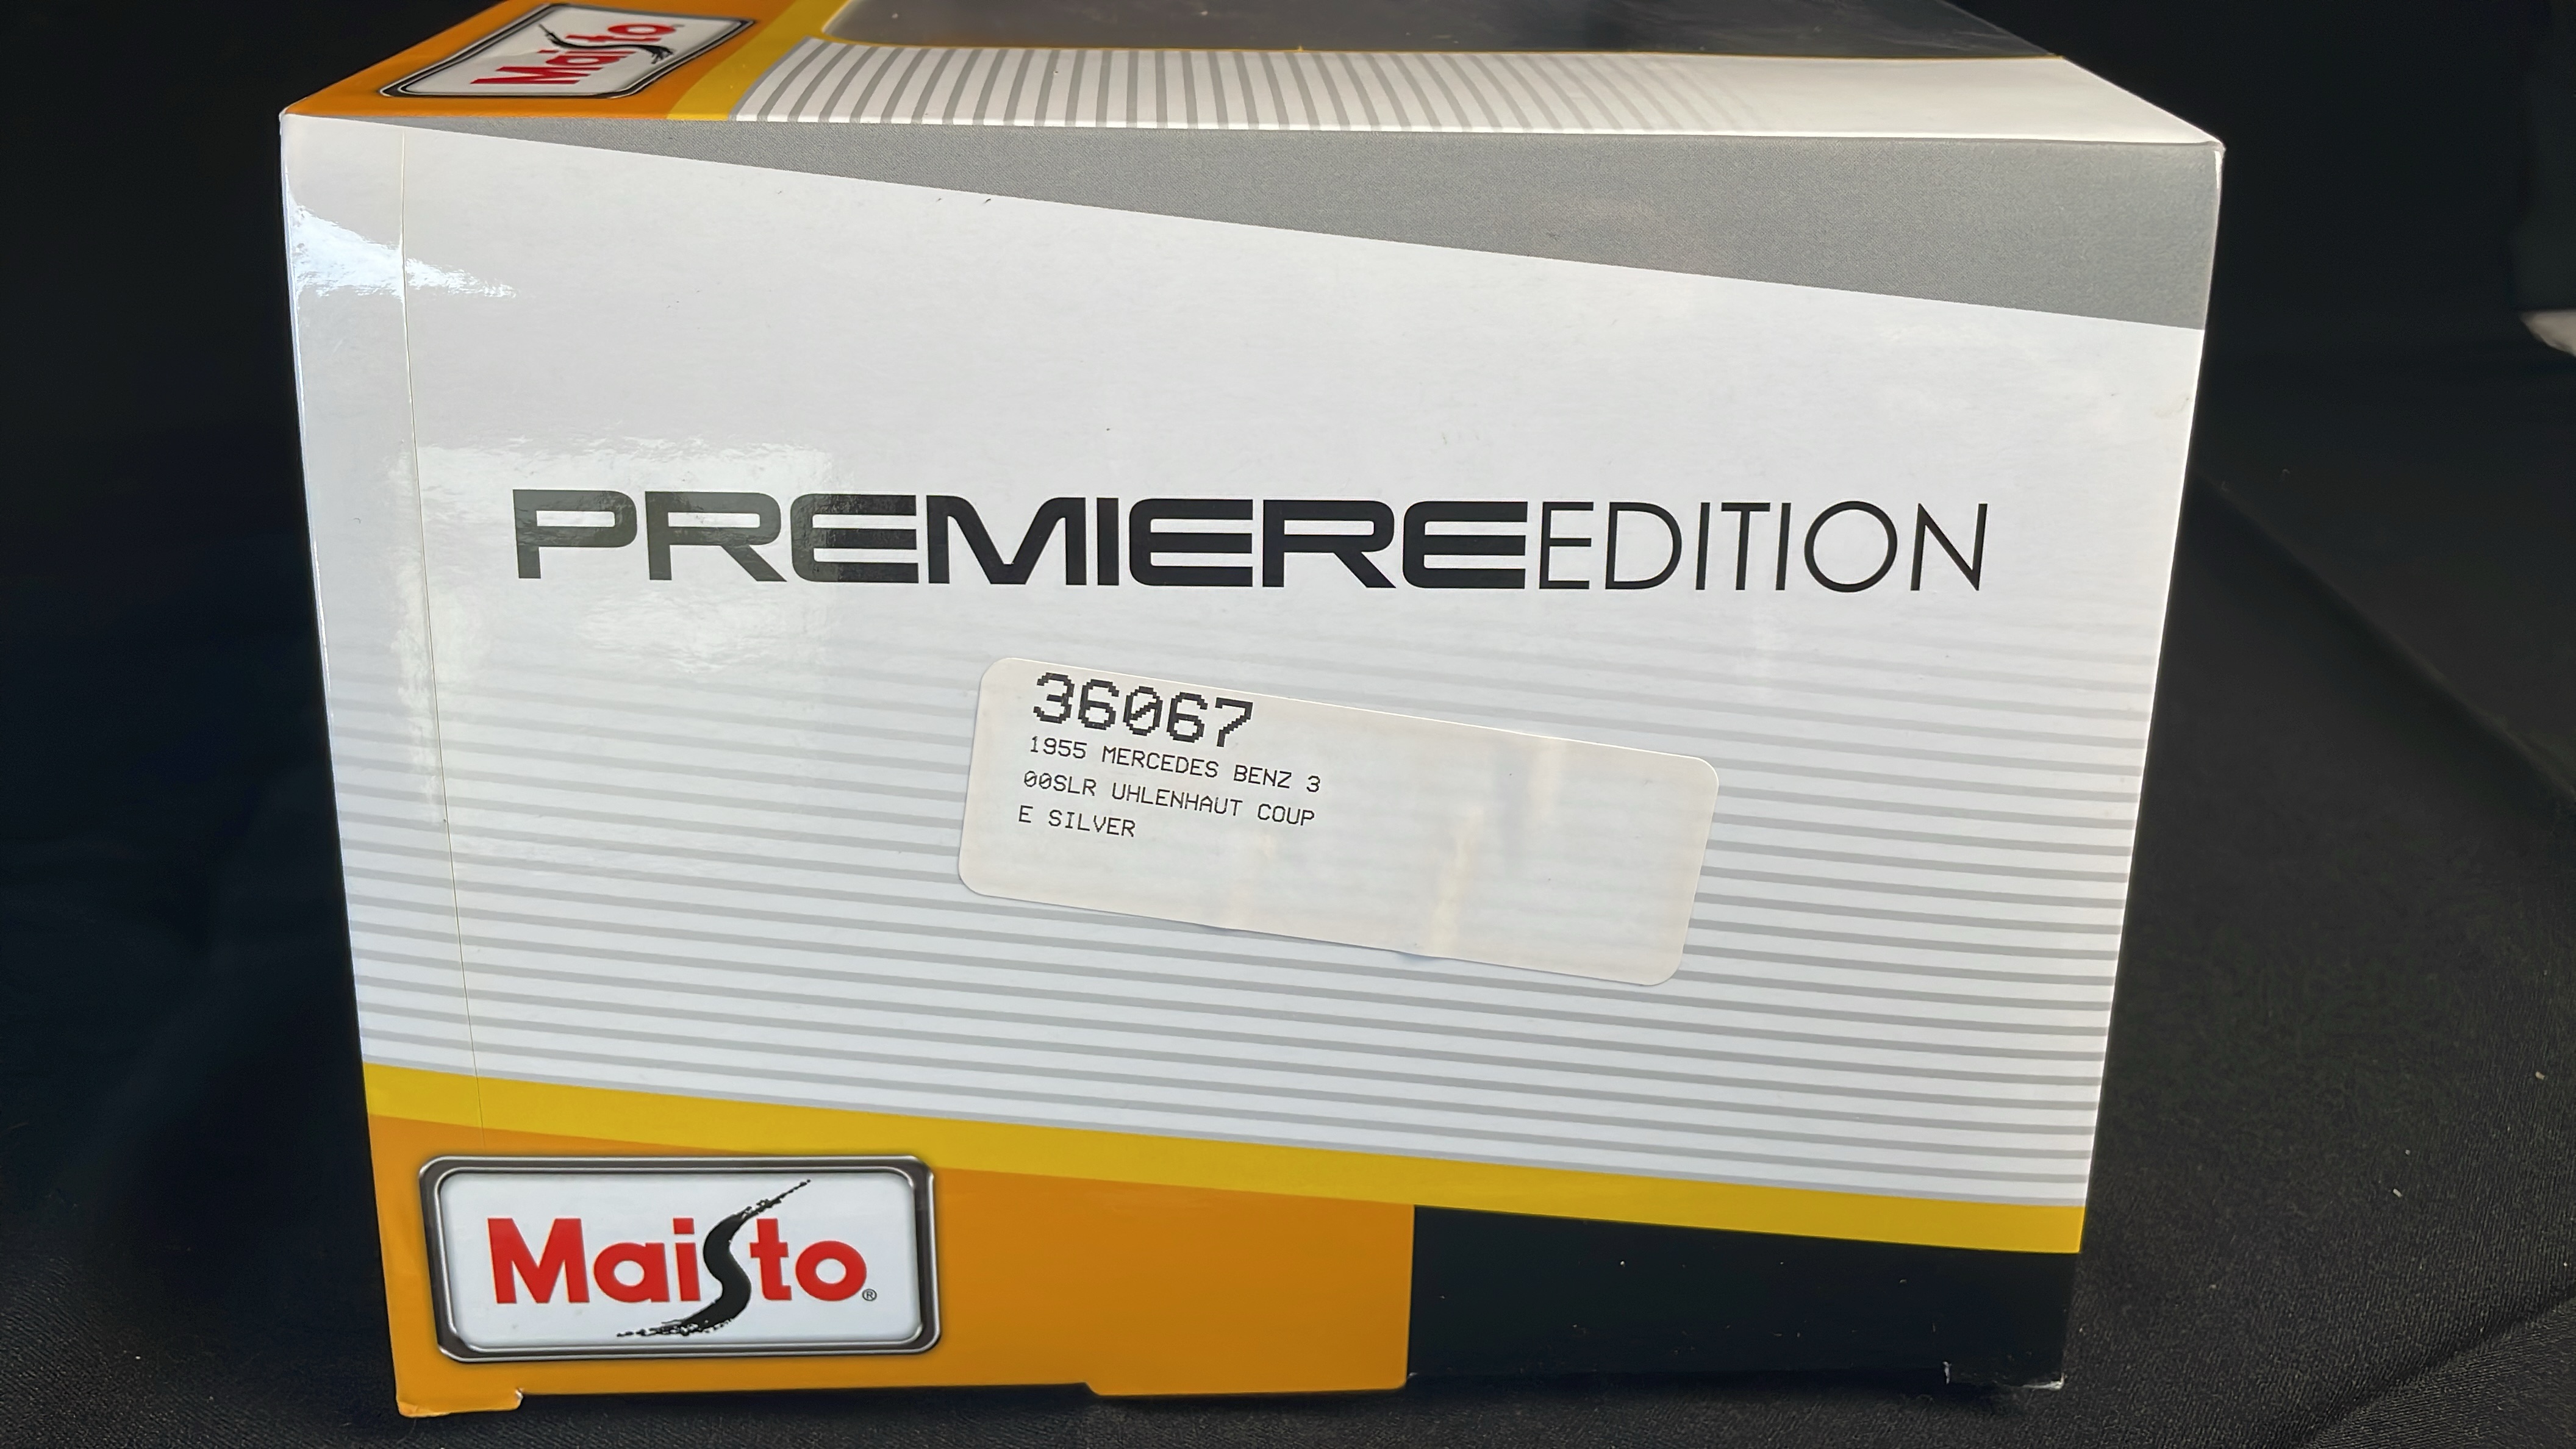 Maisto
PREMIEREEDITION
36067
1955 MERCEDES BENZ 3
00SLR UHLENHAUT COUP
E SILVER
Maisto®